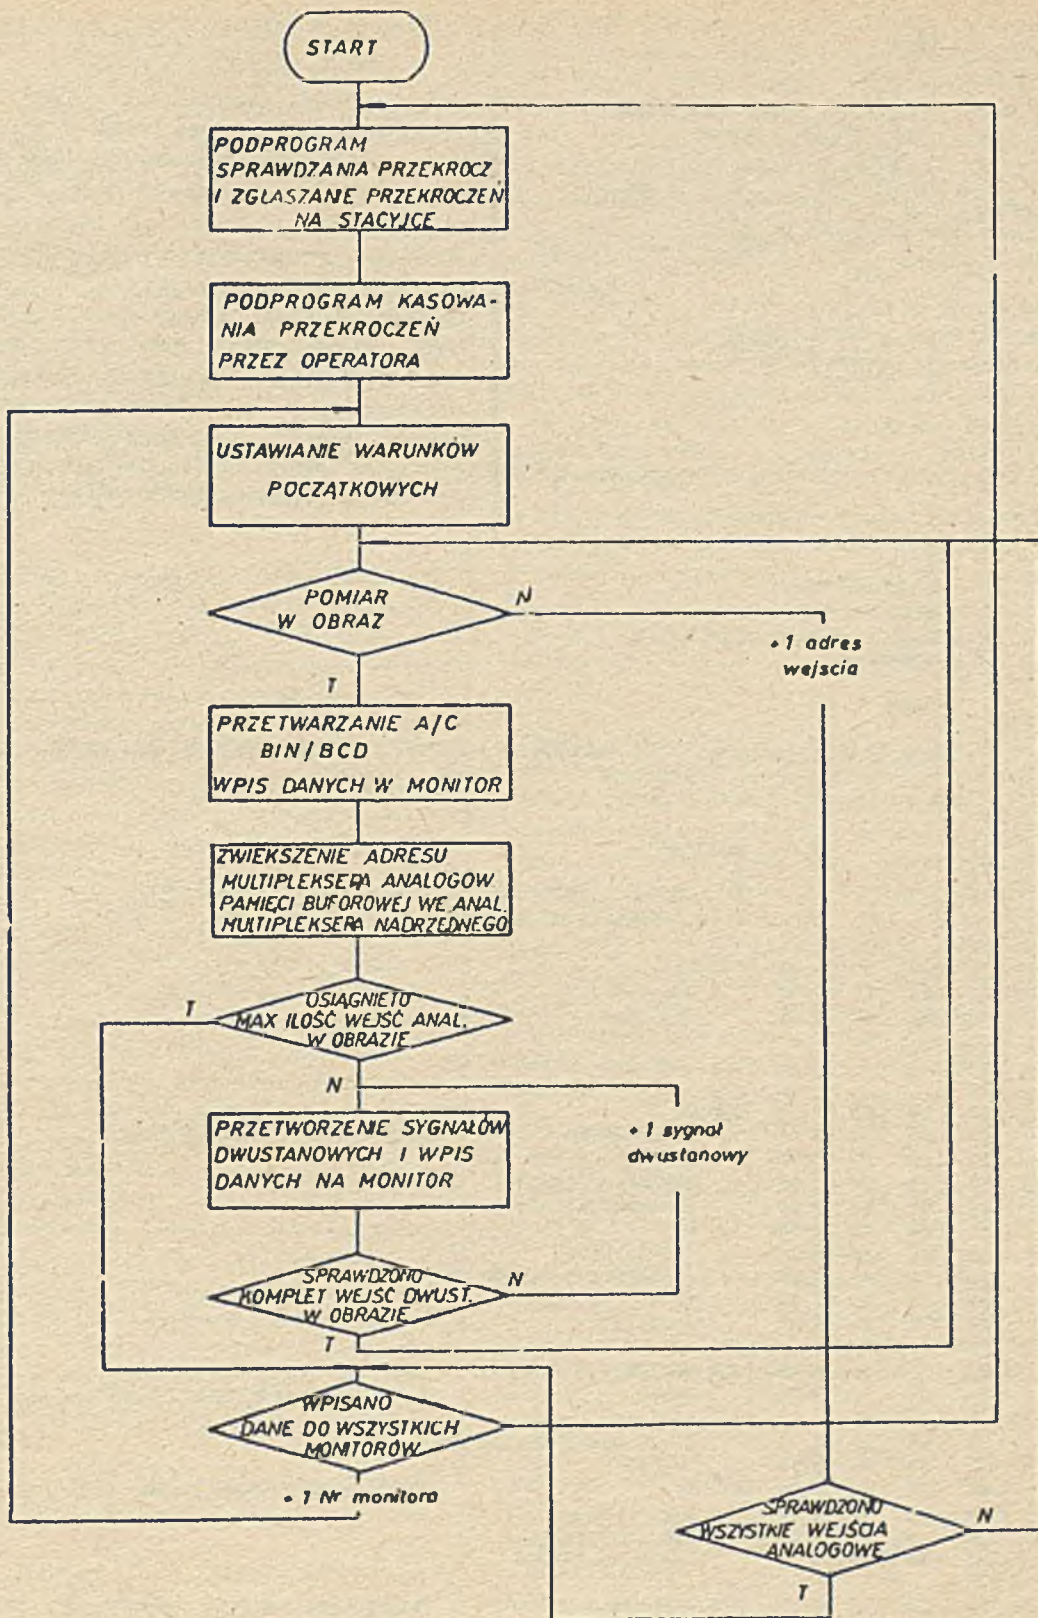 START
PODPROGRAM
SPRAWDZANIA PRZEKROCZ
I ZGŁASZANIE PRZEKROCZEŃ
NA STACYJCE
PODPROGRAM KASOWA-
NIA PRZEKROCZEŃ
PRZEZ OPERATORA
USTAWIANIE WARUNKÓW
POCZĄTKOWYCH
POMIAR
W OBRAZ
N
+1 adres
wejscia
T
PRZETWARZANIE A/C
BIN/BCD
WPIS DANYCH W MONITOR
ZWIEKSZENIE ADRESU
MULTIPLEKSERA ANALOGOW
PAMIĘCI BUFOROWEJ WE ANAL.
MULTIPLEKSERA NADRZĘDNEGO
T
OSIĄGNIETO
MAX ILOŚĆ WEJŚĆ ANAL.
W OBRAZIE
N
PRZETWORZENIE SYGNAŁÓW
DWUSTANOWYCH I WPIS
DANYCH NA MONITOR
+1 sygnał
dwustanowy
SPRAWDZONO
KOMPLET WEJŚĆ DWUST.
W OBRAZIE
N
T
WPISANO
DANE DO WSZYSTKICH
MONITORÓW
+1 Nr monitora
SPRAWDZONO
WSZYSTKIE WEJŚCIA
ANALOGOWE
N
T